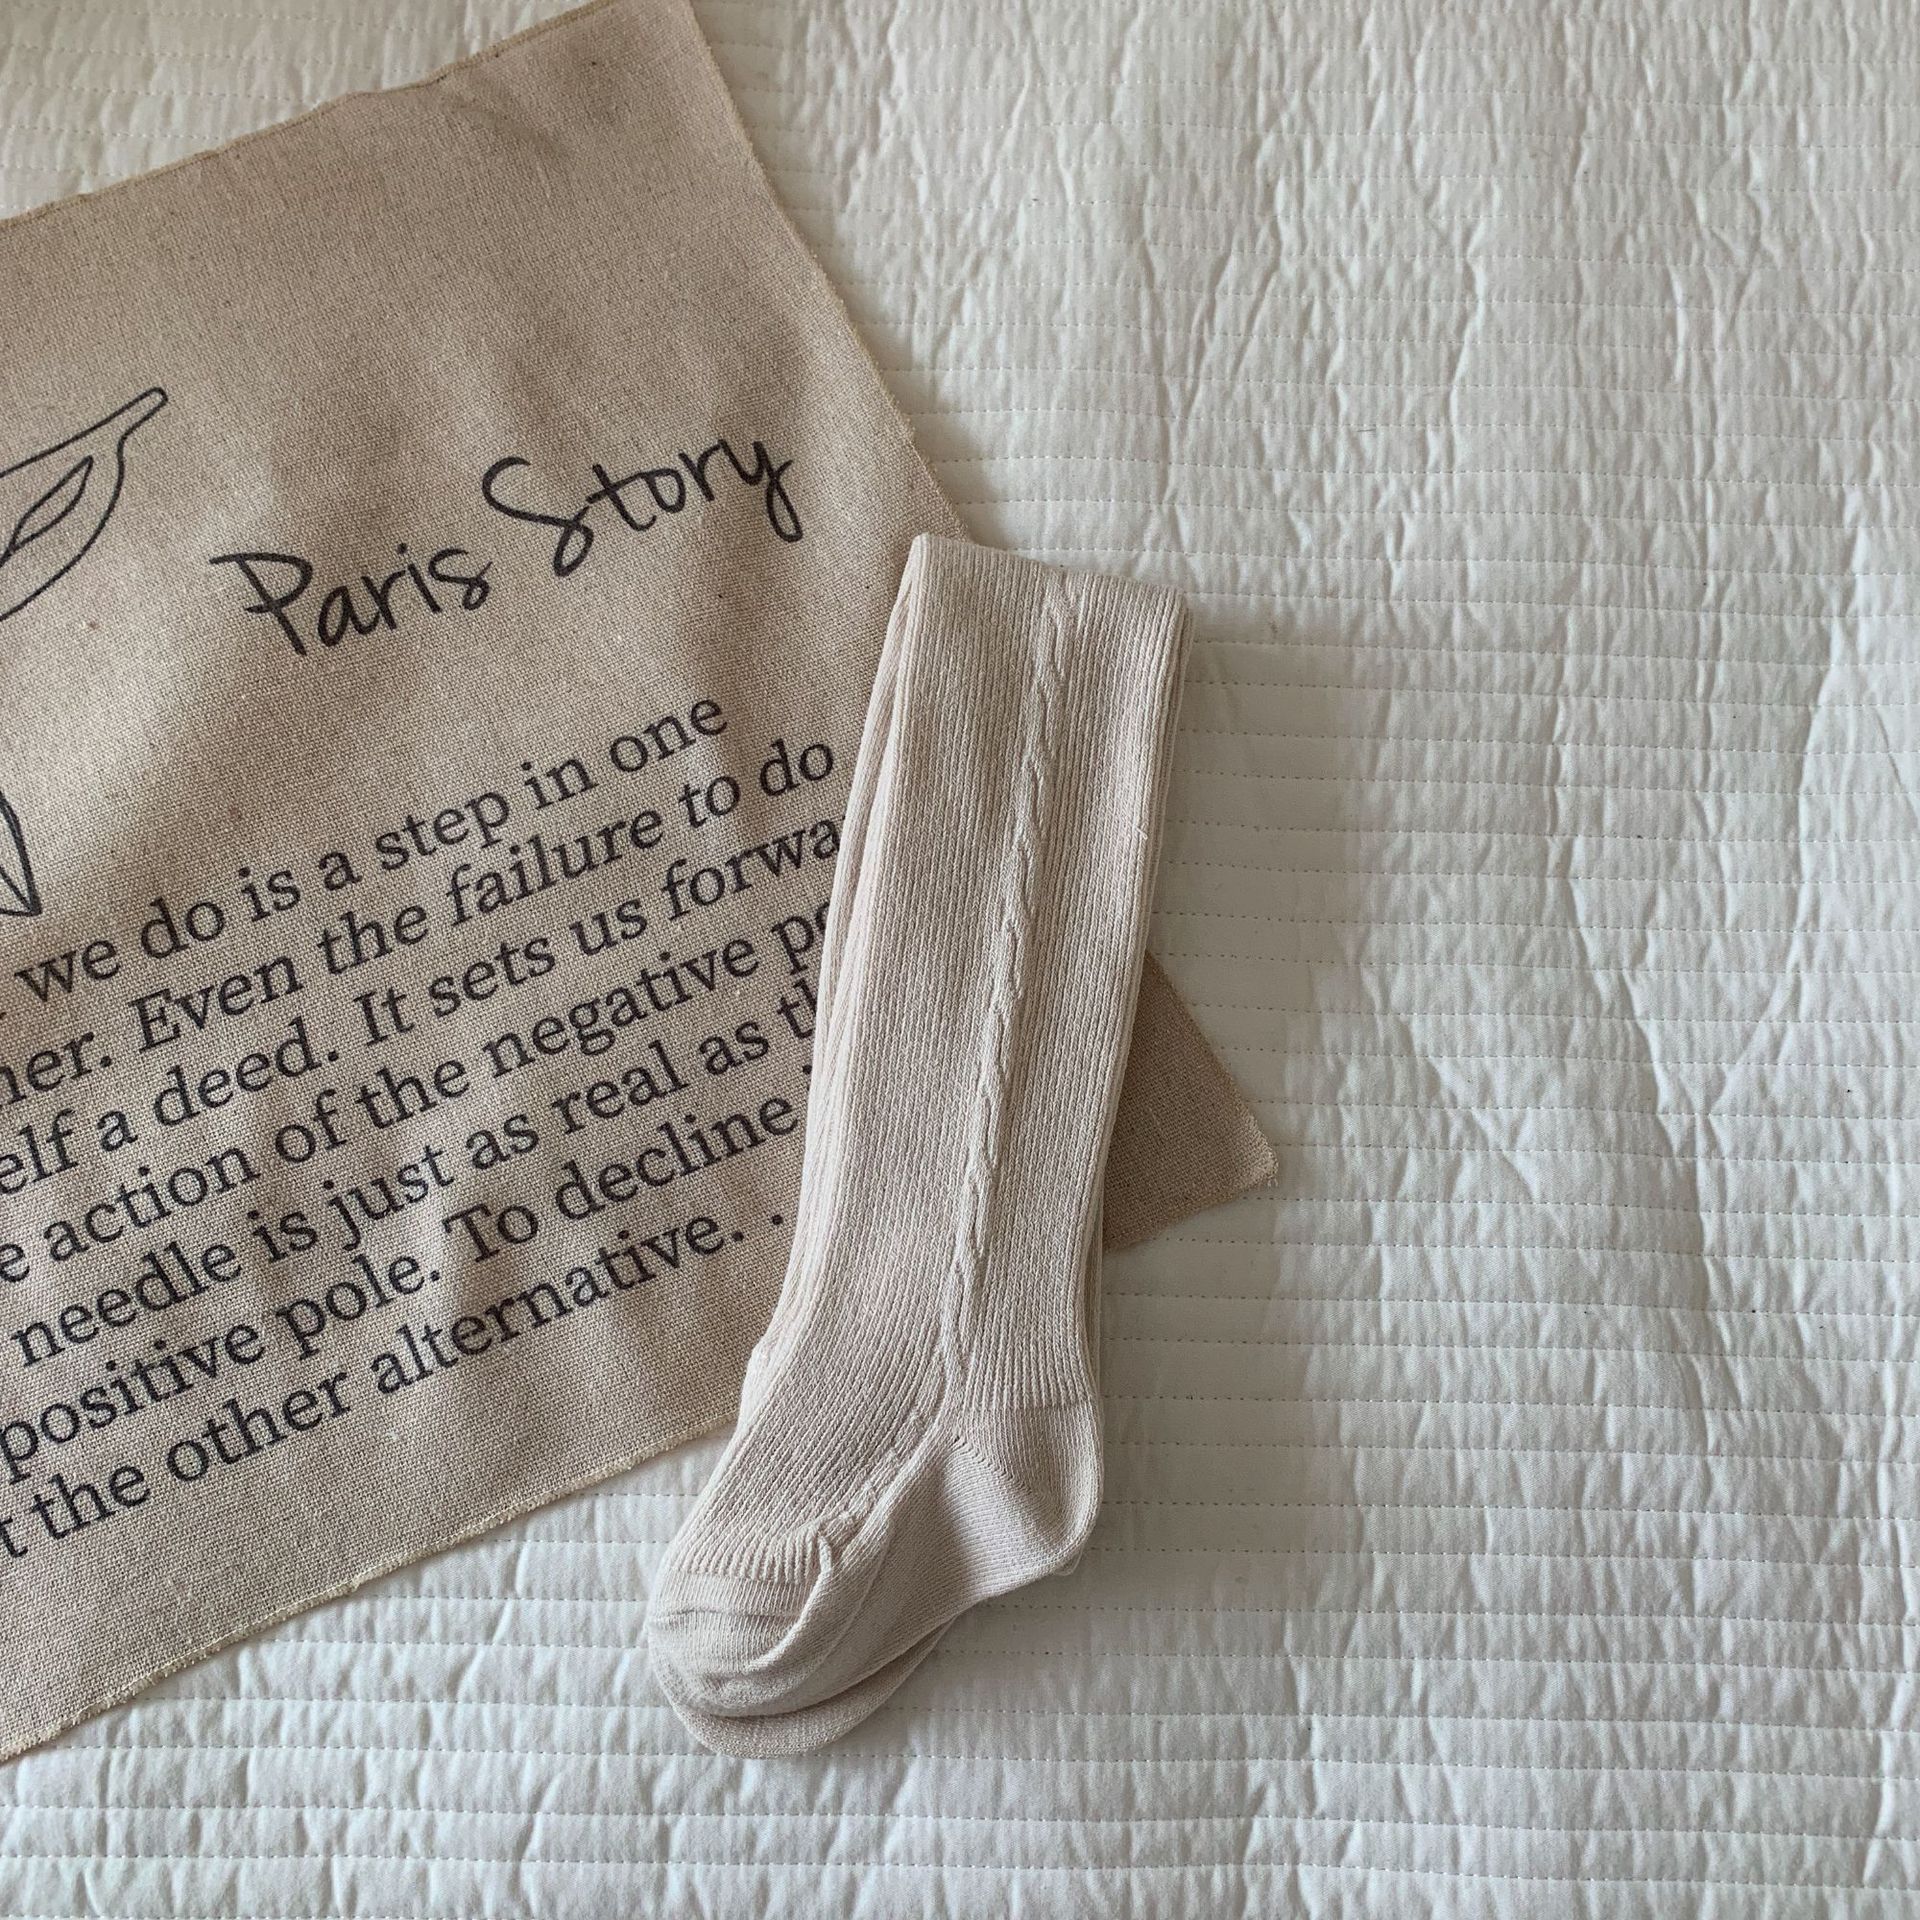 Paris Story
we do is a step in one
her. Even the failure to do
elf a deed. It sets us forwa
e action of the negative po
needle is just as real as th
positive pole. To decline .
t the other alternative. . .